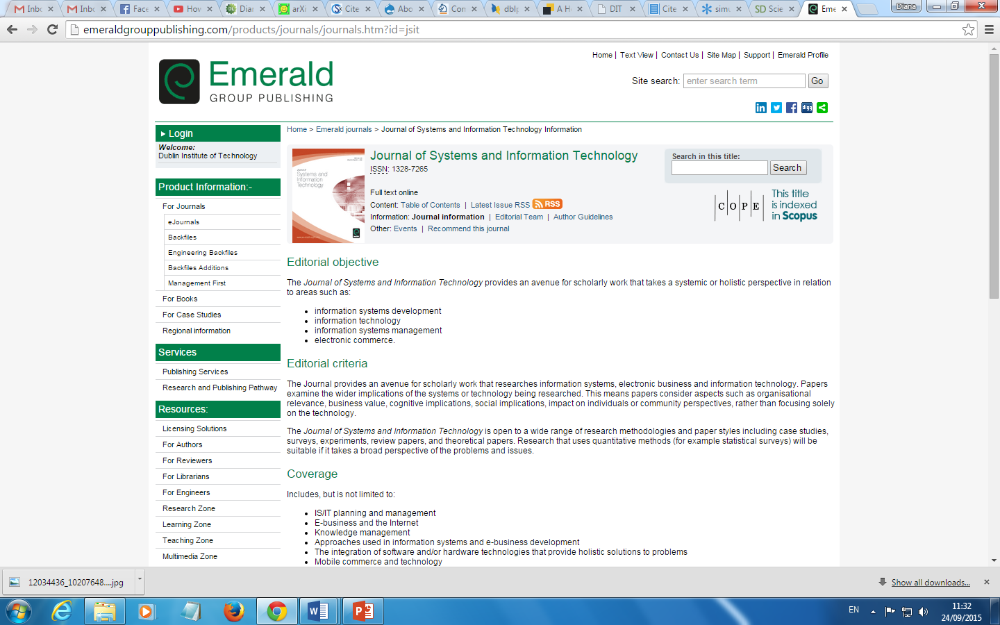 Inbo
Inbo
Face
How
Diar
arXi
Cite
Abo
Con
dblp
A H
DIT
Cite
simu
SD Scie
Eme
Diana
emeraldgrouppublishing.com/products/journals/journals.htm?id=jsit
Home | Text View | Contact Us | Site Map | Support | Emerald Profile
Emerald
GROUP PUBLISHING
Site search: enter search term Go
in digg
Login
Welcome:
Dublin Institute of Technology
Product Information:-
For Journals
eJournals
Backfiles
Engineering Backfiles
Backfiles Additions
Management First
For Books
For Case Studies
Regional information
Services
Publishing Services
Research and Publishing Pathway
Resources:
Licensing Solutions
For Authors
For Reviewers
For Librarians
For Engineers
Research Zone
Learning Zone
Teaching Zone
Multimedia Zone
Home > Emerald journals > Journal of Systems and Information Technology Information
Systems and
Information
Technology
Journal of Systems and Information Technology
ISSN: 1328-7265
Full text online
Content: Table of Contents | Latest Issue RSS RSS
Information: Journal information | Editorial Team | Author Guidelines
Other: Events | Recommend this journal
Search in this title:
Search
C O P E
This title
is indexed
in Scopus
Editorial objective
The Journal of Systems and Information Technology provides an avenue for scholarly work that takes a systemic or holistic perspective in relation
to areas such as:
• information systems development
• information technology
• information systems management
• electronic commerce.
Editorial criteria
The Journal provides an avenue for scholarly work that researches information systems, electronic business and information technology. Papers
examine the wider implications of the systems or technology being researched. This means papers consider aspects such as organisational
relevance, business value, cognitive implications, social implications, impact on individuals or community perspectives, rather than focusing solely
on the technology.
The Journal of Systems and Information Technology is open to a wide range of research methodologies and paper styles including case studies,
surveys, experiments, review papers, and theoretical papers. Research that uses quantitative methods (for example statistical surveys) will be
suitable if it takes a broad perspective of the problems and issues.
Coverage
Includes, but is not limited to:
• IS/IT planning and management
• E-business and the Internet
• Knowledge management
• Approaches used in information systems and e-business development
• The integration of software and/or hardware technologies that provide holistic solutions to problems
• Mobile commerce and technology
12034436_10207648....jpg
Show all downloads...
EN
11:32
24/09/2015